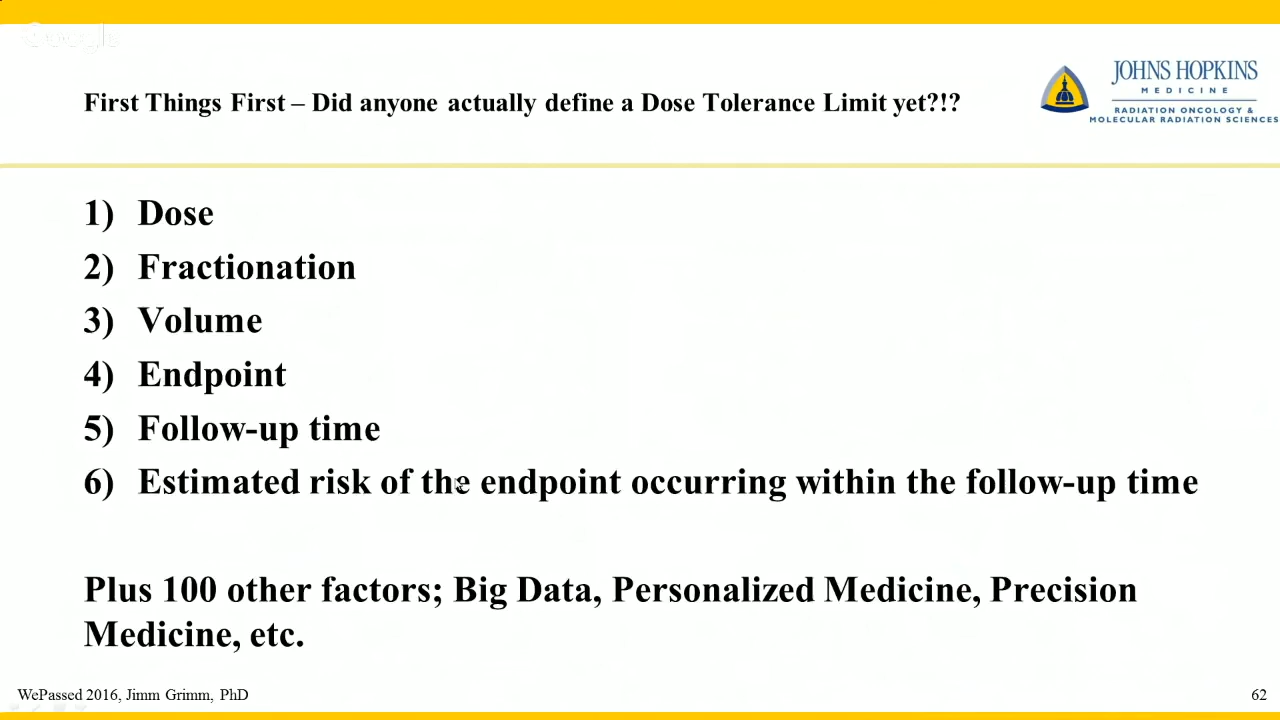 Google
First Things First – Did anyone actually define a Dose Tolerance Limit yet?!?
JOHNS HOPKINS
MEDICINE
RADIATION ONCOLOGY &
MOLECULAR RADIATION SCIENCES
1) Dose
2) Fractionation
3) Volume
4) Endpoint
5) Follow-up time
6) Estimated risk of the endpoint occurring within the follow-up time
Plus 100 other factors; Big Data, Personalized Medicine, Precision
Medicine, etc.
WePassed 2016, Jimm Grimm, PhD
62